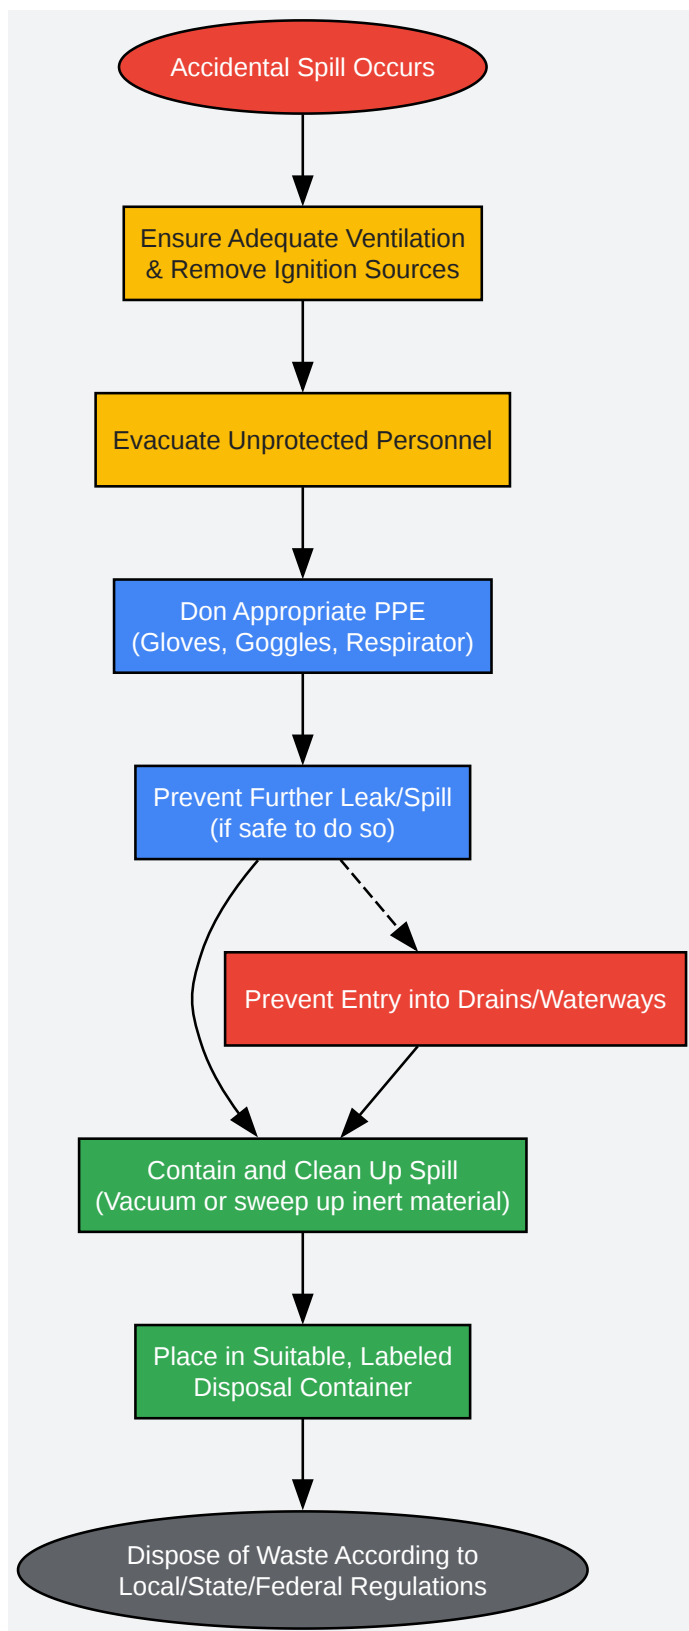 Accidental Spill Occurs
Ensure Adequate Ventilation
& Remove Ignition Sources
Evacuate Unprotected Personnel
Don Appropriate PPE
(Gloves, Goggles, Respirator)
Prevent Further Leak/Spill
(if safe to do so)
Prevent Entry into Drains/Waterways
Contain and Clean Up Spill
(Vacuum or sweep up inert material)
Place in Suitable, Labeled
Disposal Container
Dispose of Waste According to
Local/State/Federal Regulations